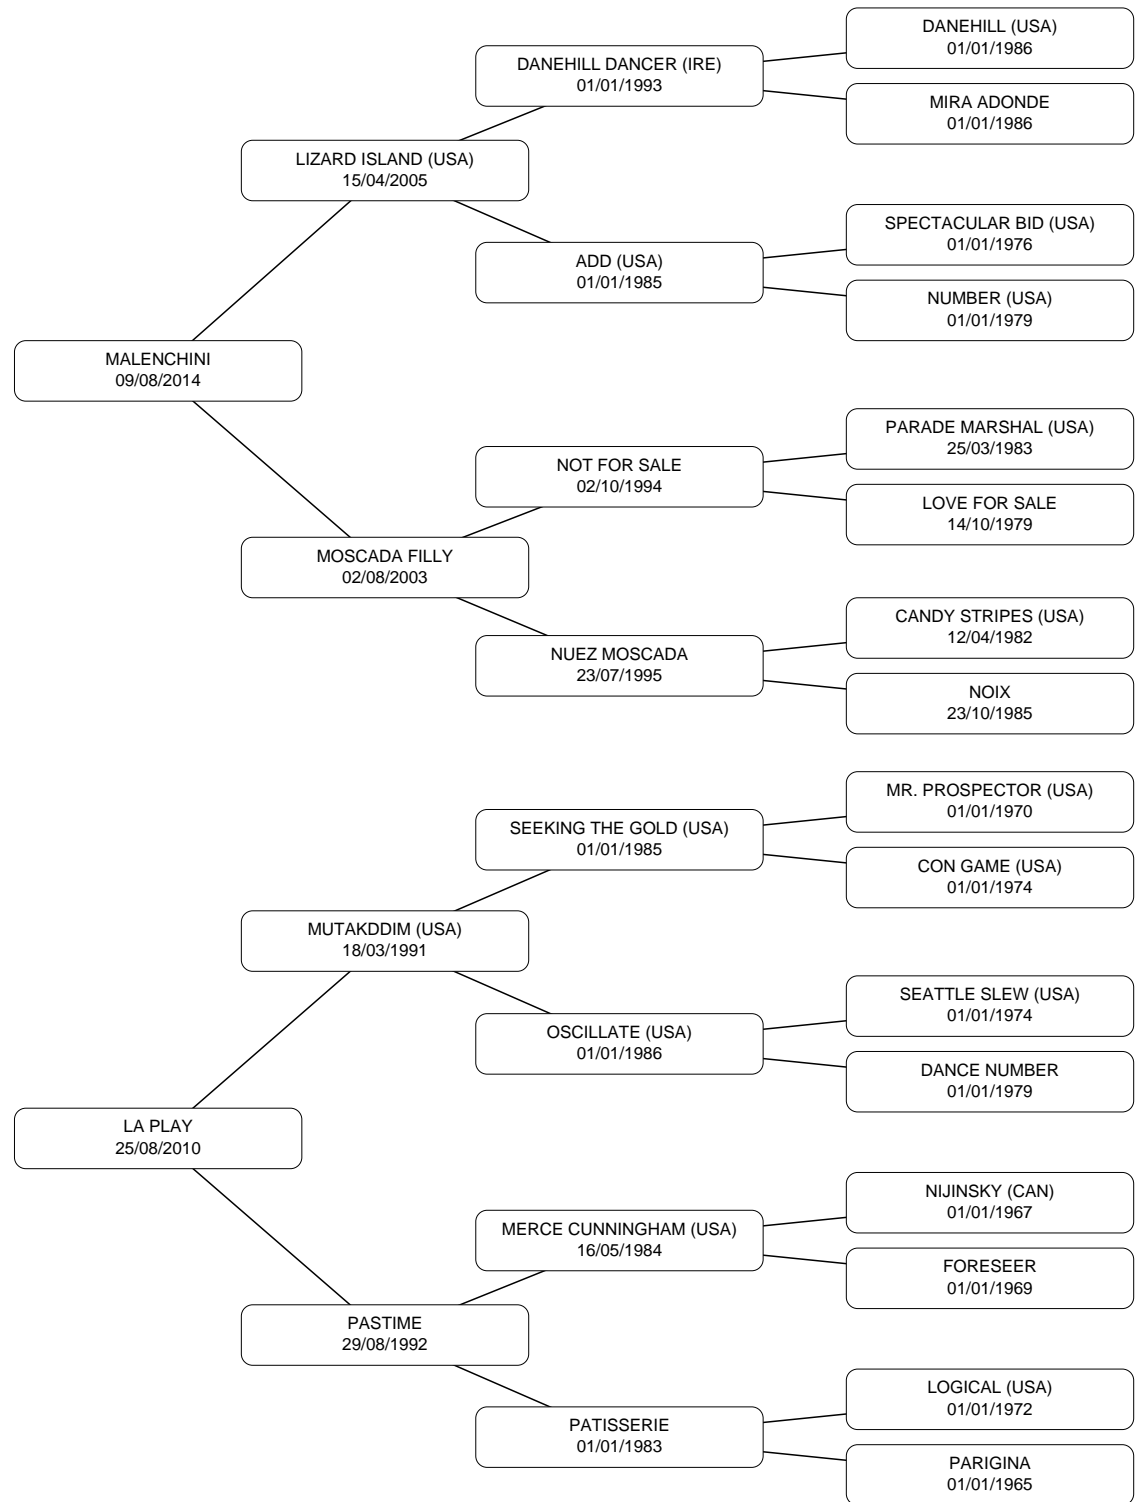 DANEHILL (USA)
01/01/1986
DANEHILL DANCER (IRE)
01/01/1993
MIRA ADONDE
01/01/1986
LIZARD ISLAND (USA)
15/04/2005
SPECTACULAR BID (USA)
01/01/1976
ADD (USA)
01/01/1985
NUMBER (USA)
01/01/1979
MALENCHINI
09/08/2014
PARADE MARSHAL (USA)
25/03/1983
NOT FOR SALE
02/10/1994
LOVE FOR SALE
14/10/1979
MOSCADA FILLY
02/08/2003
CANDY STRIPES (USA)
12/04/1982
NUEZ MOSCADA
23/07/1995
NOIX
23/10/1985
MR. PROSPECTOR (USA)
01/01/1970
SEEKING THE GOLD (USA)
01/01/1985
CON GAME (USA)
01/01/1974
MUTAKDDIM (USA)
18/03/1991
SEATTLE SLEW (USA)
01/01/1974
OSCILLATE (USA)
01/01/1986
DANCE NUMBER
01/01/1979
LA PLAY
25/08/2010
NIJINSKY (CAN)
01/01/1967
MERCE CUNNINGHAM (USA)
16/05/1984
FORESEER
01/01/1969
PASTIME
29/08/1992
LOGICAL (USA)
01/01/1972
PATISSERIE
01/01/1983
PARIGINA
01/01/1965